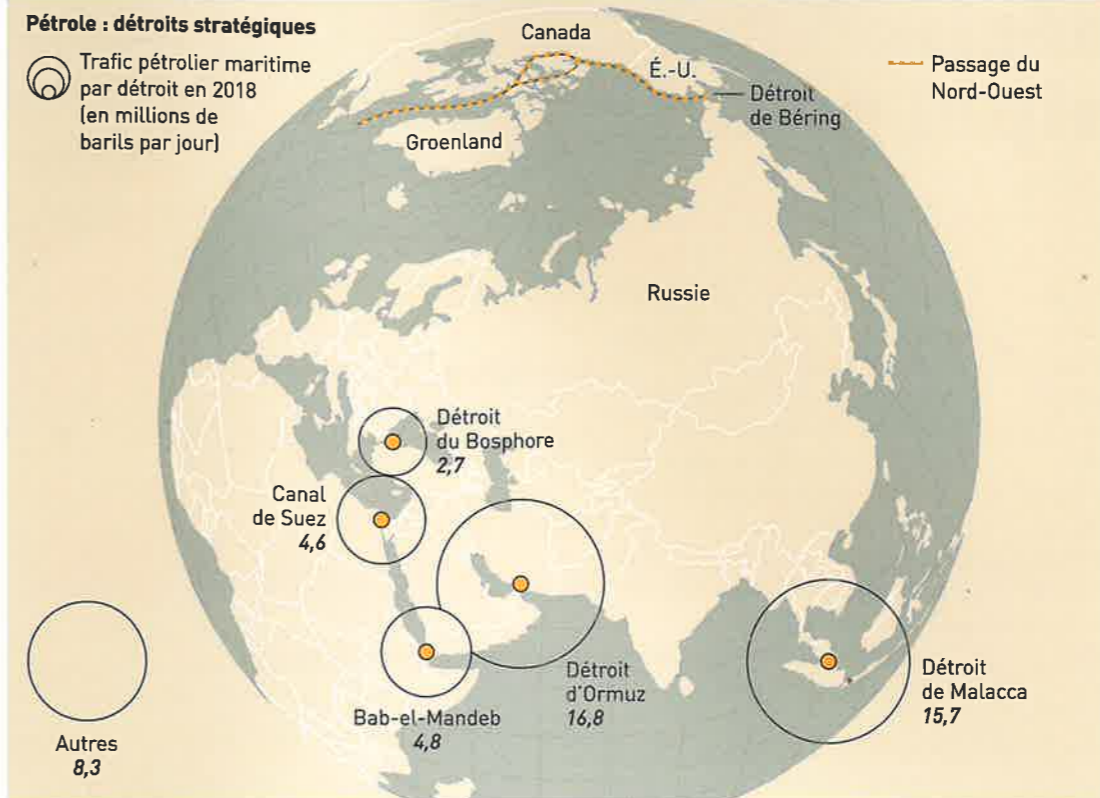 Pétrole : détroits stratégiques
Trafic pétrolier maritime
par détroit en 2018
(en millions de
barils par jour)
Canada
É.-U.
Détroit
de Béring
Passage du
Nord-Ouest
Groenland
Russie
Détroit
du Bosphore
2,7
Canal
de Suez
4,6
Détroit
d'Ormuz
16,8
Bab-el-Mandeb
4,8
Détroit
de Malacca
15,7
Autres
8,3